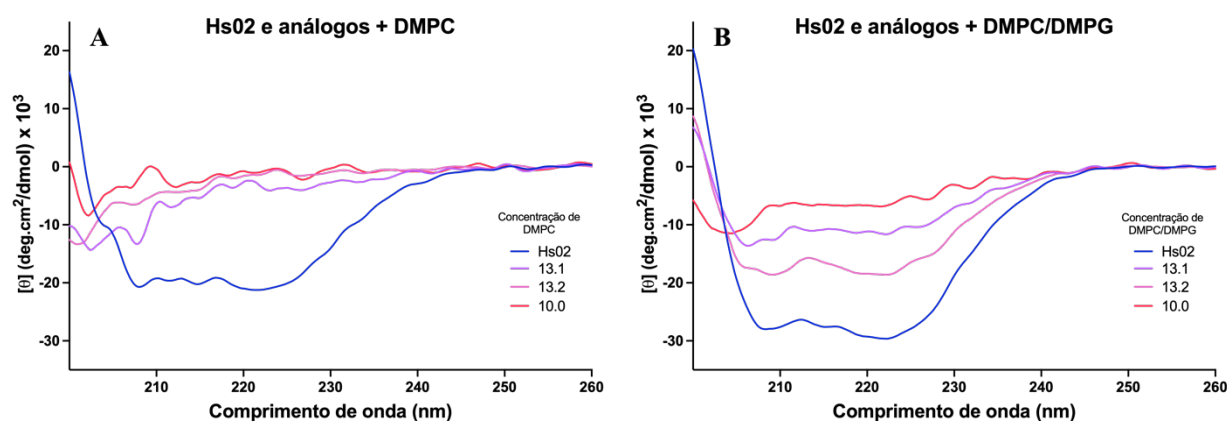 A
Hs02 e análogos + DMPC
[θ] (deg.cm²/dmol) x 10³
20
10
0
-10
-20
-30
210
220
230
240
250
260
Comprimento de onda (nm)
Concentração de
DMPC
Hs02
13.1
13.2
10.0
B
Hs02 e análogos + DMPC/DMPG
[θ] (deg.cm²/dmol) x 10³
20
10
0
-10
-20
-30
210
220
230
240
250
260
Comprimento de onda (nm)
Concentração de
DMPC/DMPG
Hs02
13.1
13.2
10.0